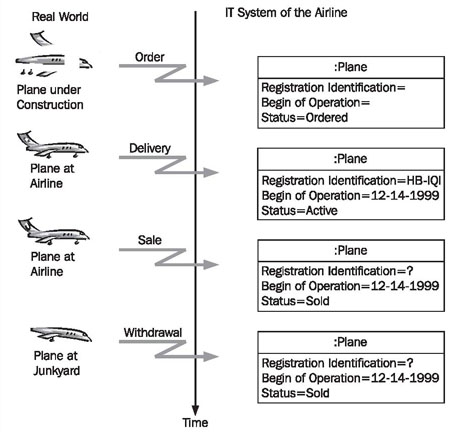 Real World
IT System of the Airline
Order
Plane under
Construction
:Plane
Registration Identification=
Begin of Operation=
Status=Ordered
Delivery
Plane at
Airline
:Plane
Registration Identification=HB-IQI
Begin of Operation=12-14-1999
Status=Active
Sale
Plane at
Airline
:Plane
Registration Identification=?
Begin of Operation=12-14-1999
Status=Sold
Withdrawal
Plane at
Junkyard
:Plane
Registration Identification=?
Begin of Operation=12-14-1999
Status=Sold
Time